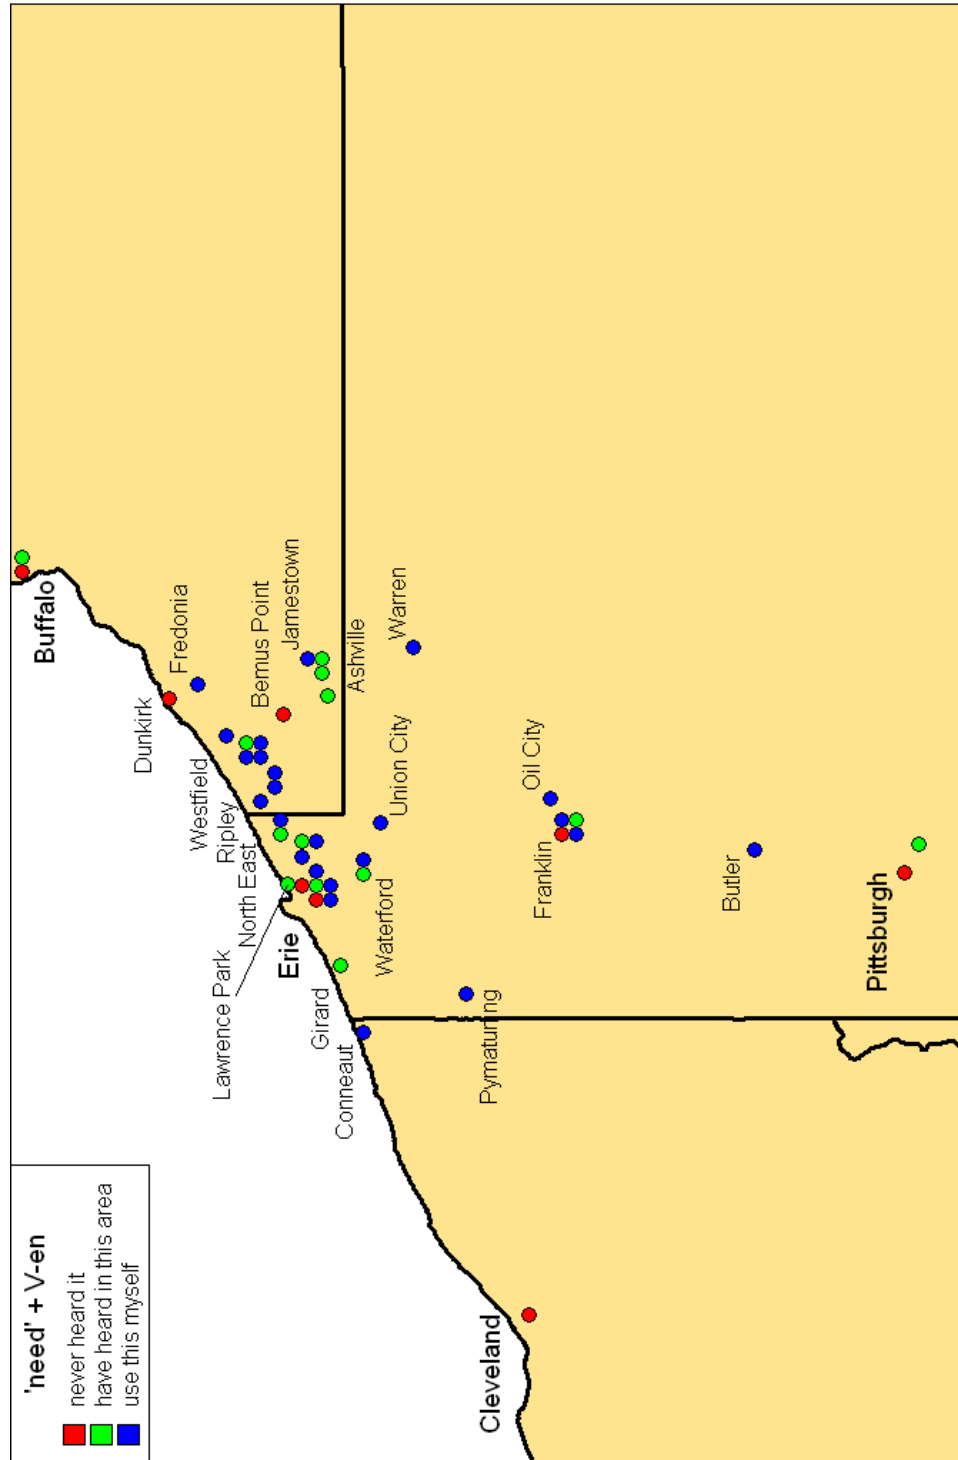 'need' + V-en
never heard it
have heard in this area
use this myself
Buffalo
Dunkirk
Fredonia
Westfield
Bemus Point
Jamestown
Ripley
North East
Ashville
Lawrence Park
Erie
Warren
Girard
Waterford
Union City
Conneaut
Pymatuning
Oil City
Franklin
Cleveland
Butler
Pittsburgh